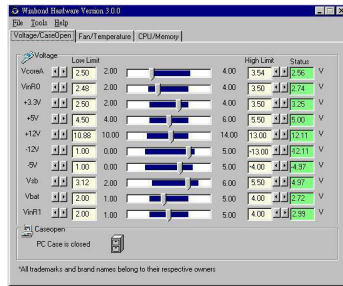 Winbond Hardware Version 3.0.0
File Tools Help
Voltage/CaseOpen Fan/Temperature CPU/Memory
Voltage
Low Limit High Limit Status
VcoreA 2.50 2.00 4.00 3.54 2.56 V
VinR0 2.48 2.00 4.00 3.50 2.74 V
+3.3V 2.50 2.00 4.00 3.50 3.25 V
+5V 4.50 4.00 6.00 5.50 5.00 V
+12V 10.88 10.00 14.00 13.00 12.11 V
-12V 1.00 0.00 5.00 -13.00 -12.11 V
-5V 1.00 0.00 5.00 -4.00 -4.97 V
Vsb 3.12 2.00 6.00 5.50 4.97 V
Vbat 2.00 1.00 5.00 4.00 2.72 V
VinR1 2.00 1.00 5.00 4.00 2.99 V
Caseopen
PC Case is closed
*All trademarks and brand names belong to their respective owners